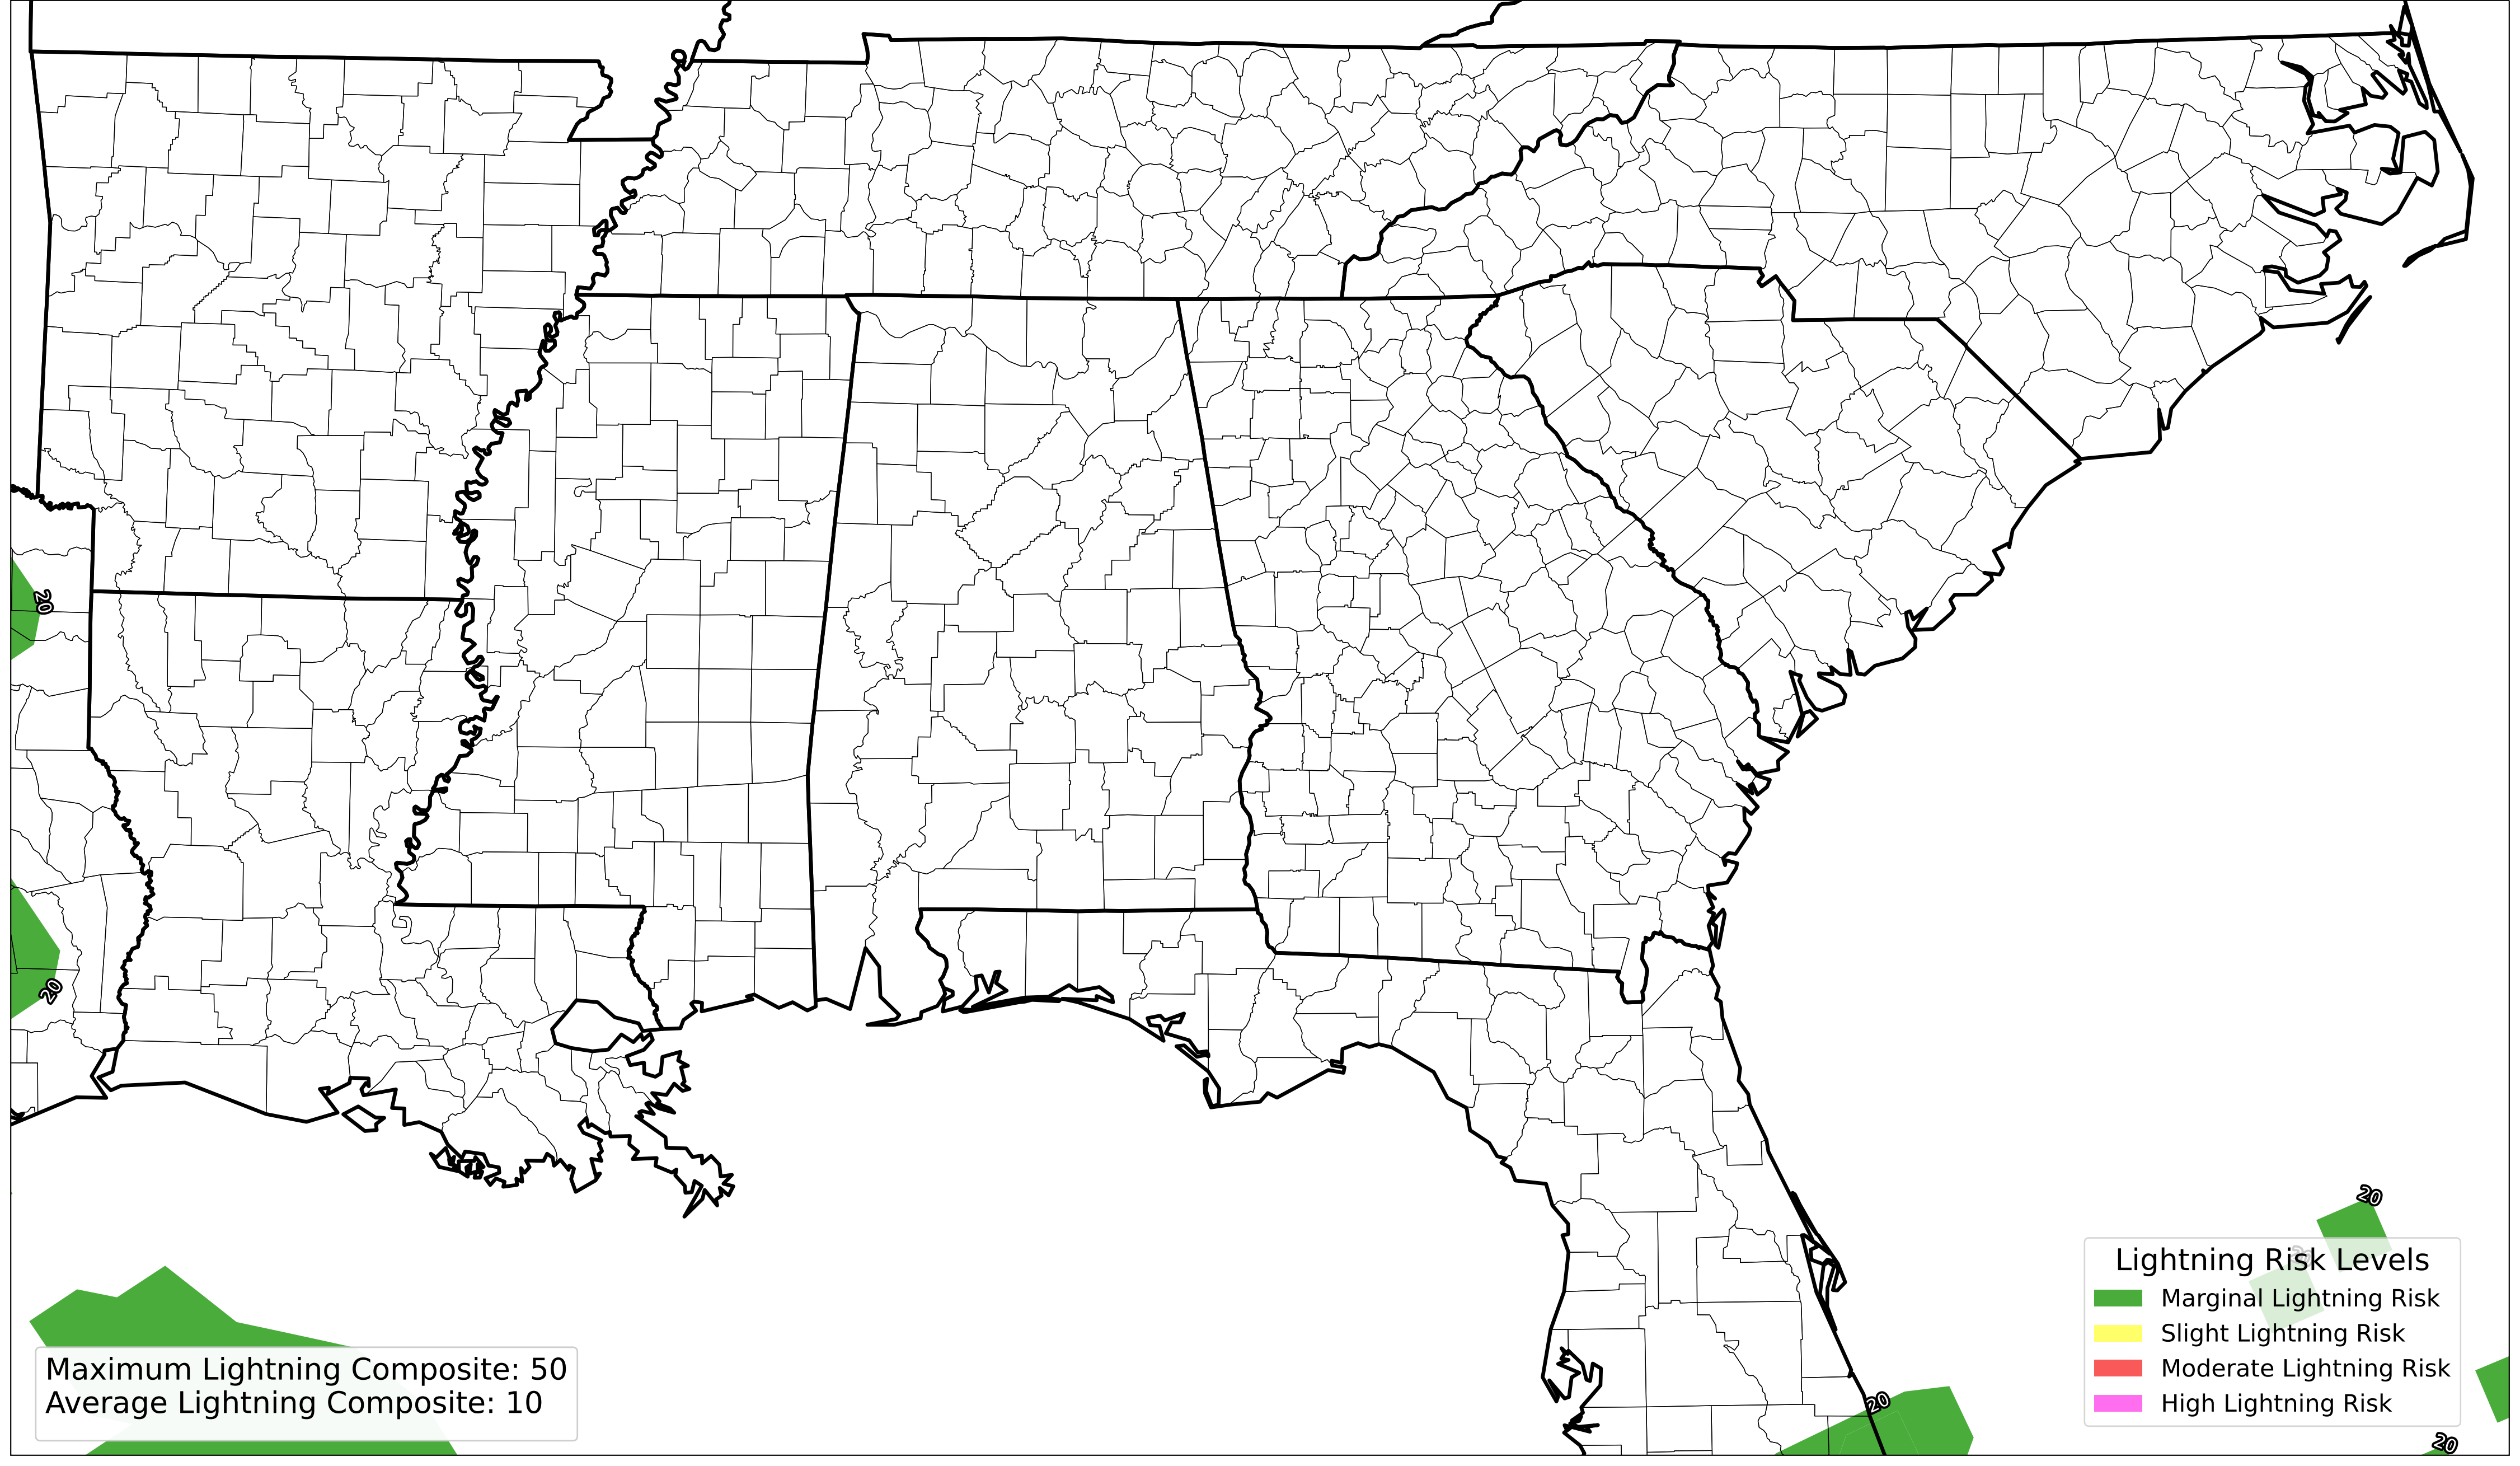 20
20
20
20
Lightning Risk Levels
Marginal Lightning Risk
Slight Lightning Risk
Moderate Lightning Risk
High Lightning Risk
Maximum Lightning Composite: 50
Average Lightning Composite: 10
20
20